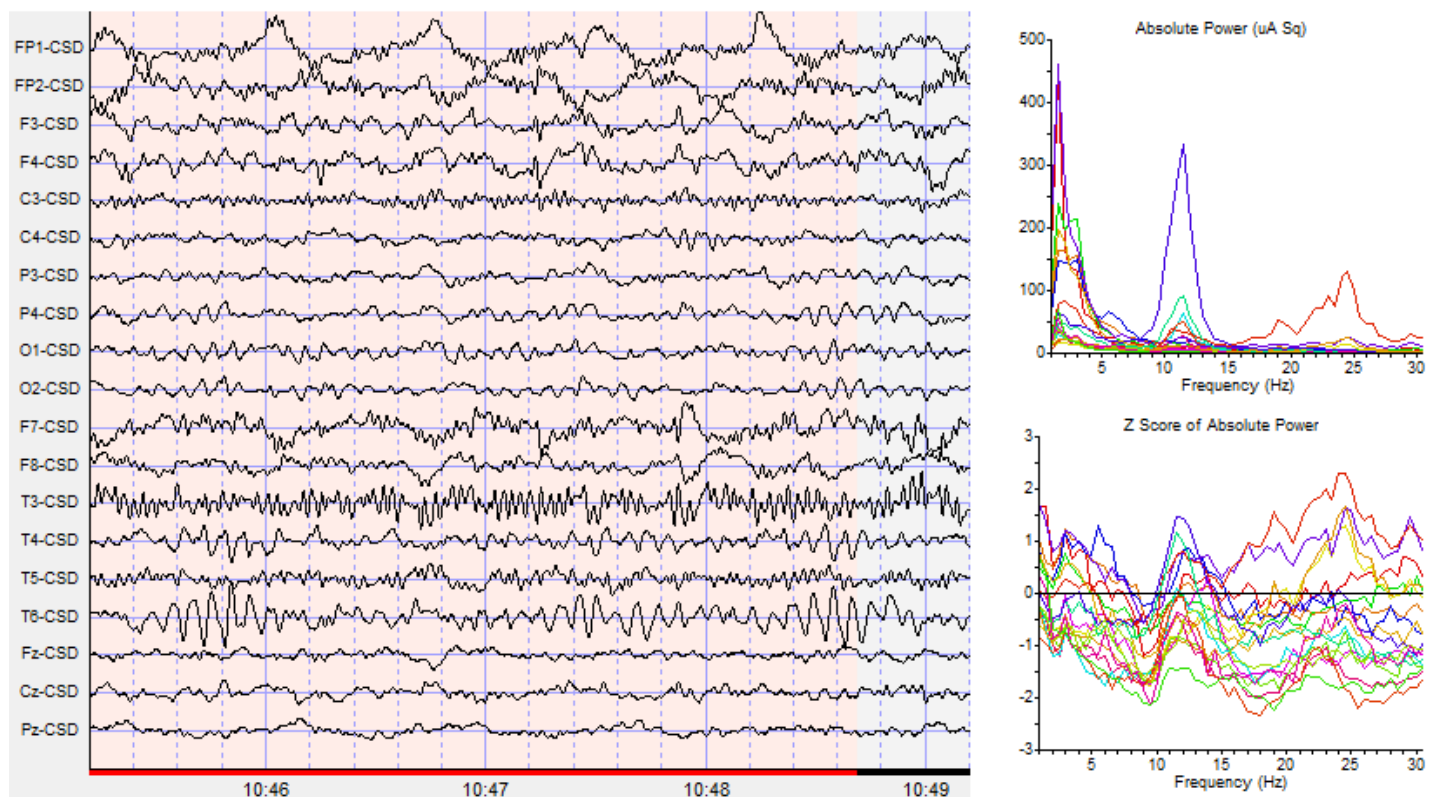 FP1-CSD
FP2-CSD
F3-CSD
F4-CSD
C3-CSD
C4-CSD
P3-CSD
P4-CSD
O1-CSD
O2-CSD
F7-CSD
F8-CSD
T3-CSD
T4-CSD
T5-CSD
T6-CSD
Fz-CSD
Cz-CSD
Pz-CSD
10:46 10:47 10:48 10:49
Absolute Power (uA Sq)
500
400
300
200
100
0
5 10 15 20 25 30
Frequency (Hz)
Z Score of Absolute Power
3
2
1
0
-1
-2
-3
5 10 15 20 25 30
Frequency (Hz)